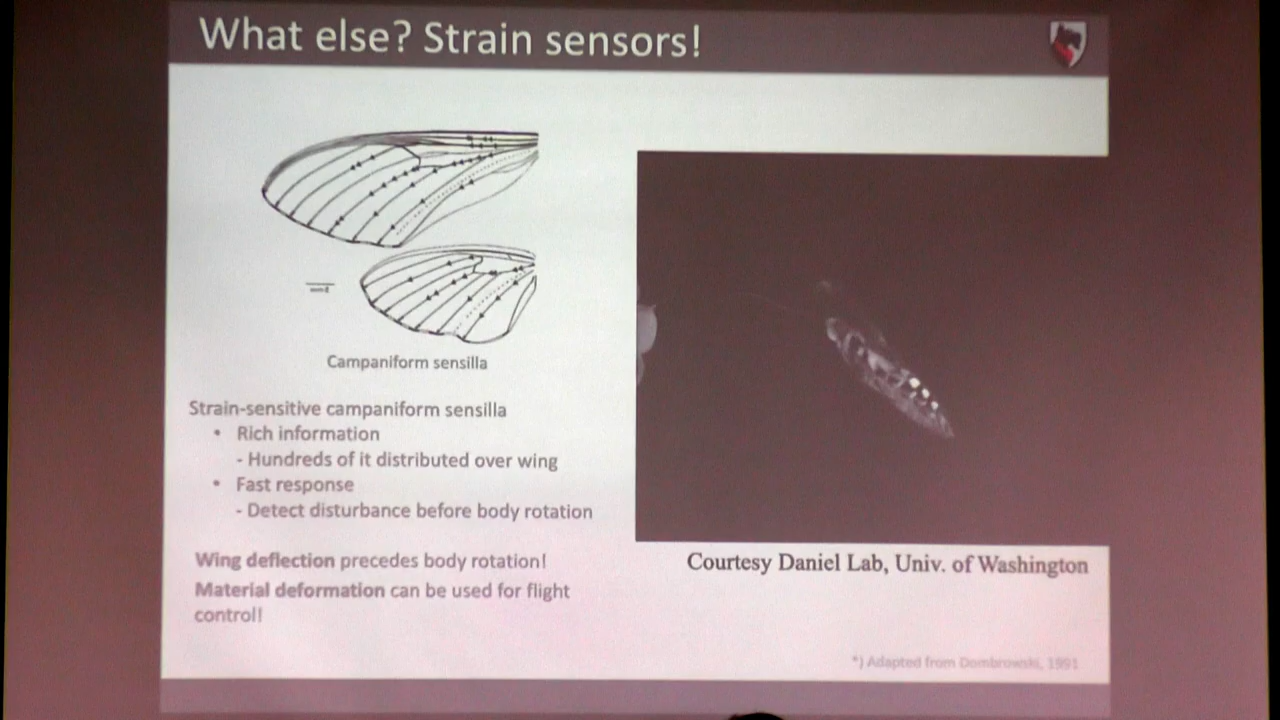 What else? Strain sensors!
Campaniform sensilla
Strain-sensitive campaniform sensilla
• Rich information
- Hundreds of it distributed over wing
• Fast response
- Detect disturbance before body rotation
Wing deflection precedes body rotation!
Material deformation can be used for flight
control!
Courtesy Daniel Lab, Univ. of Washington
*) Adapted from Dombrowski, 1991